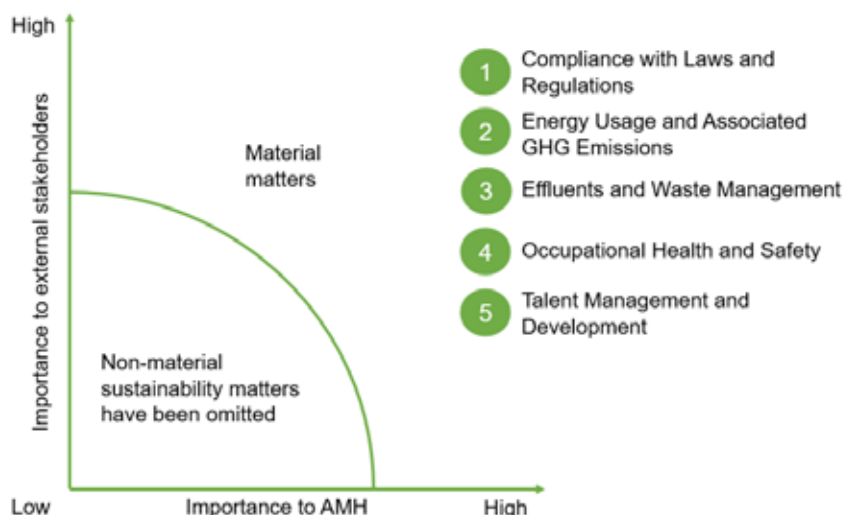 High
Importance to external stakeholders
Material
matters
Non-material
sustainability matters
have been omitted
Low
Importance to AMH
High
1
Compliance with Laws and
Regulations
2
Energy Usage and Associated
GHG Emissions
3
Effluents and Waste Management
4
Occupational Health and Safety
5
Talent Management and
Development